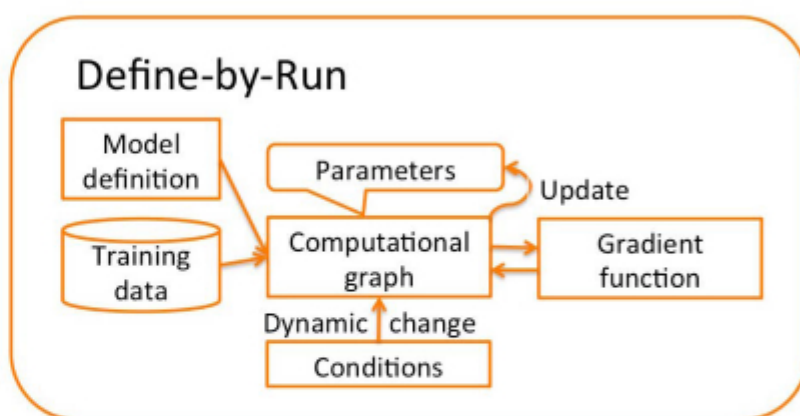 Define-by-Run
Model
definition
Parameters
Update
Training
data
Computational
graph
Gradient
function
Dynamic change
Conditions